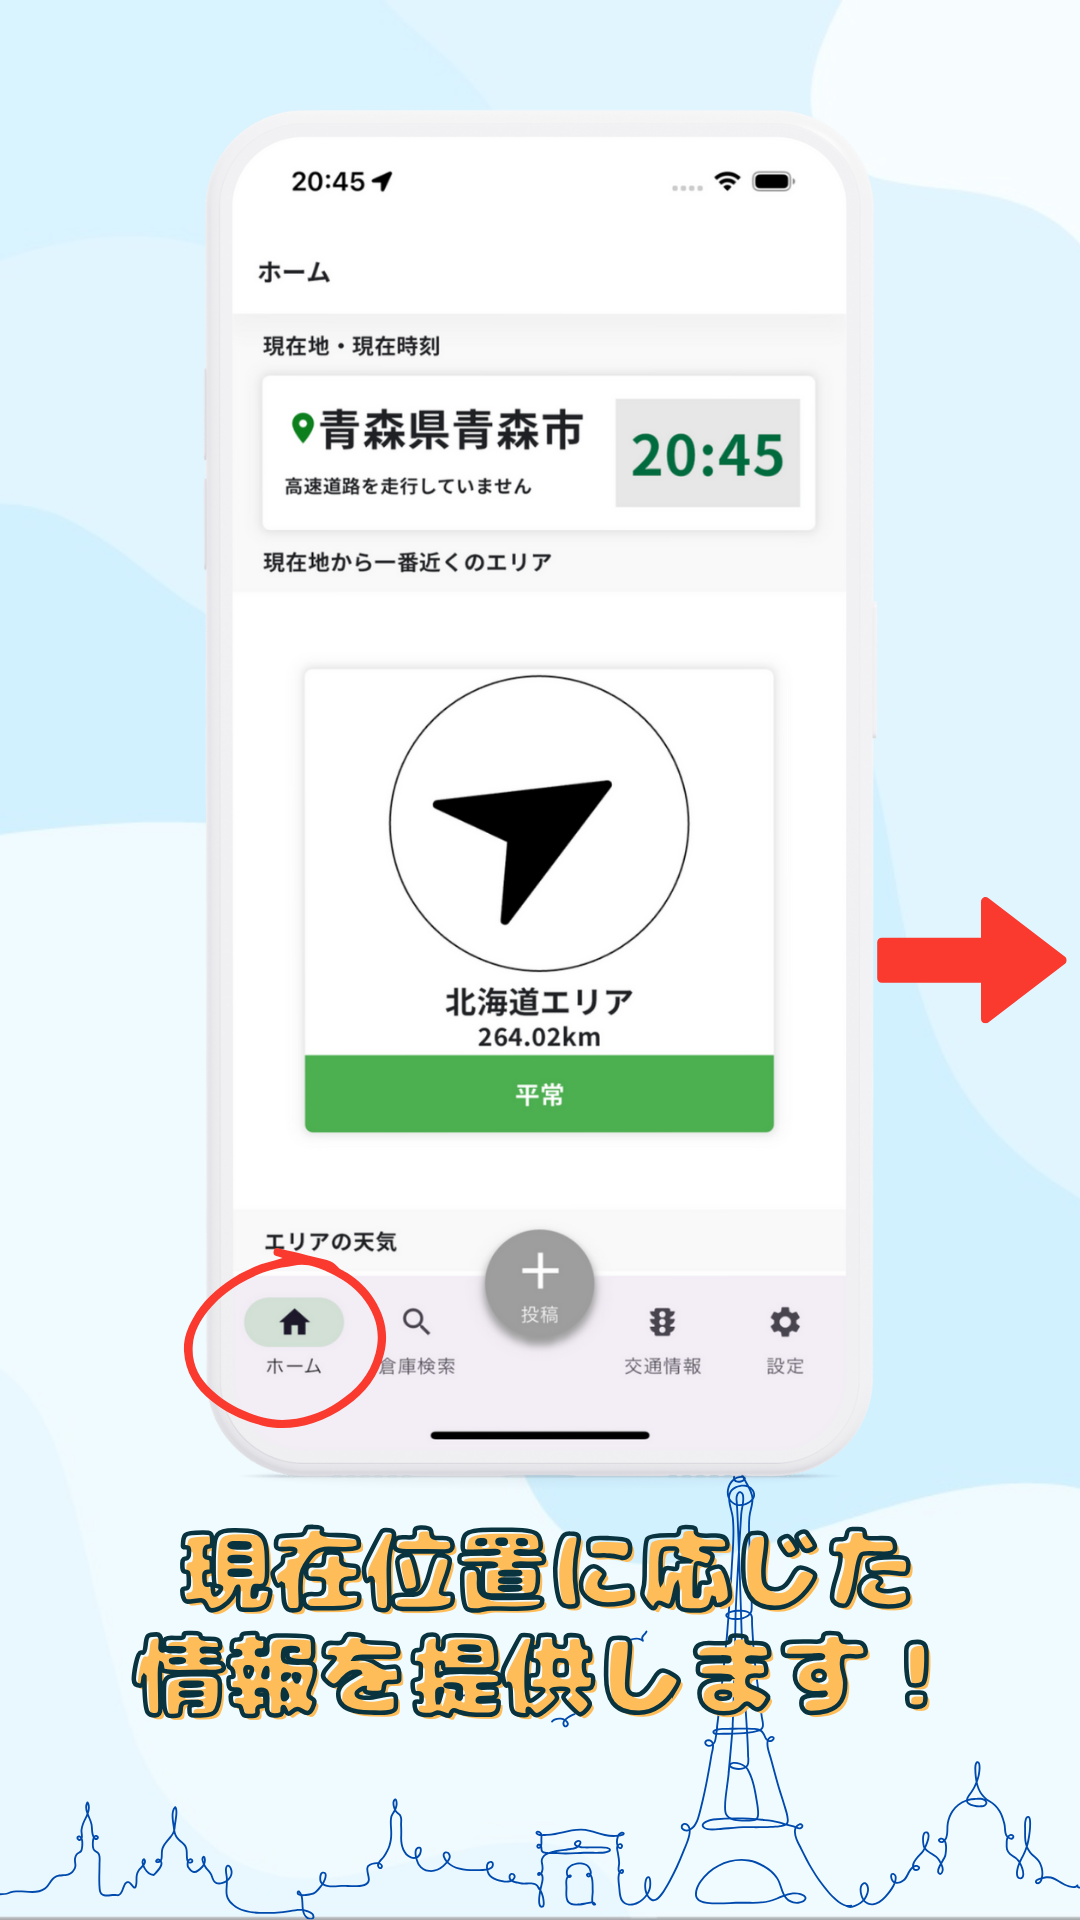 20:45
ホーム
現在地・現在時刻
青森県青森市
20:45
高速道路を走行していません
現在地から一番近くのエリア
北海道エリア
264.02km
平常
エリアの天気
投稿
ホーム
倉庫検索
交通情報
設定
現在位置に応じた
情報を提供します！